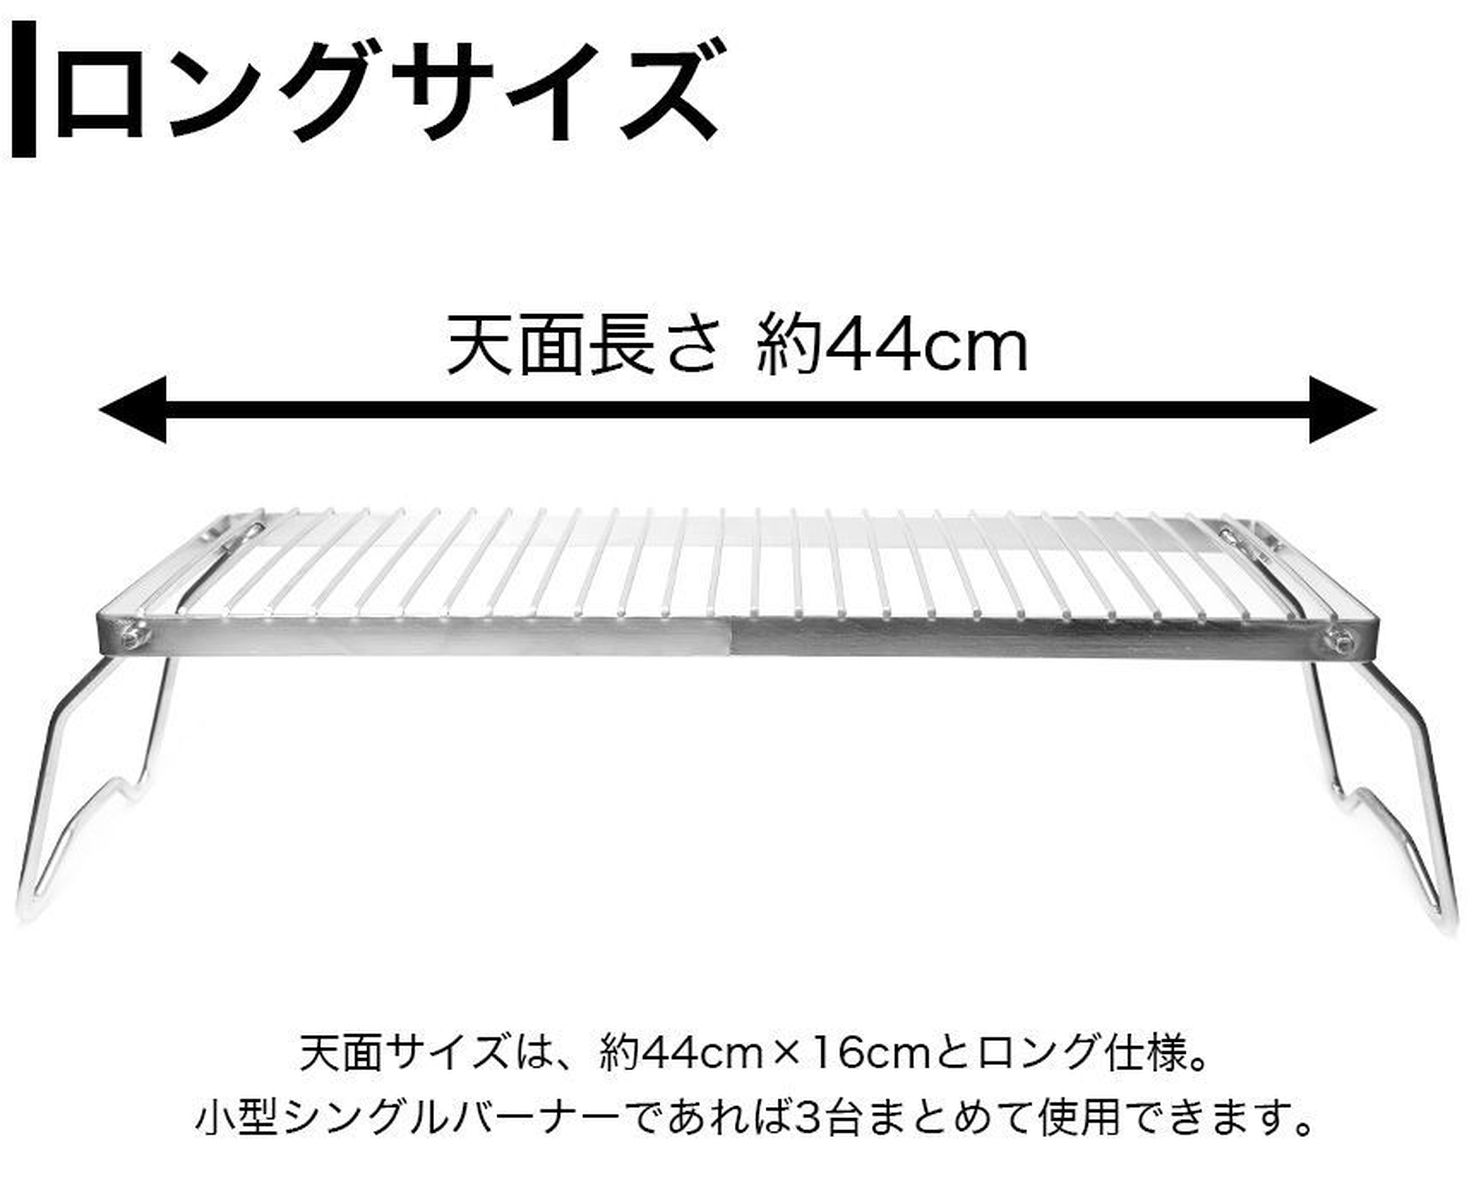 ロングサイズ
天面長さ 約44cm
天面サイズは、約44cm×16cmとロング仕様。
小型シングルバーナーであれば3台まとめて使用できます。